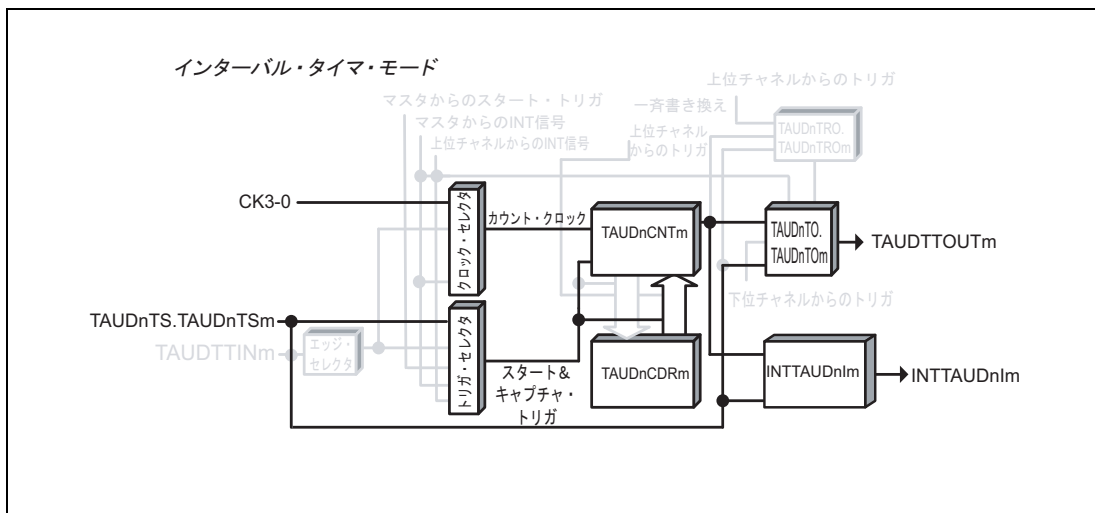 インターバル・タイマ・モード
上位チャネルからのトリガ
マスタからのスタート・トリガ
一斉書き換え
マスタからのINT信号
上位チャネルからのINT信号
上位チャネル
からのトリガ
TAUDnTRO.
TAUDnTROm
CK3-0
クロック・セレクタ
カウント・クロック
TAUDnCNTm
TAUDnTO.
TAUDnTOm
TAUDTTOUTm
下位チャネルからのトリガ
TAUDnTS.TAUDnTSm
TAUDTTINm
エッジ・
セレクタ
トリガ・セレクタ
スタート&
キャプチャ・
トリガ
TAUDnCDRm
INTTAUDnIm
INTTAUDnIm